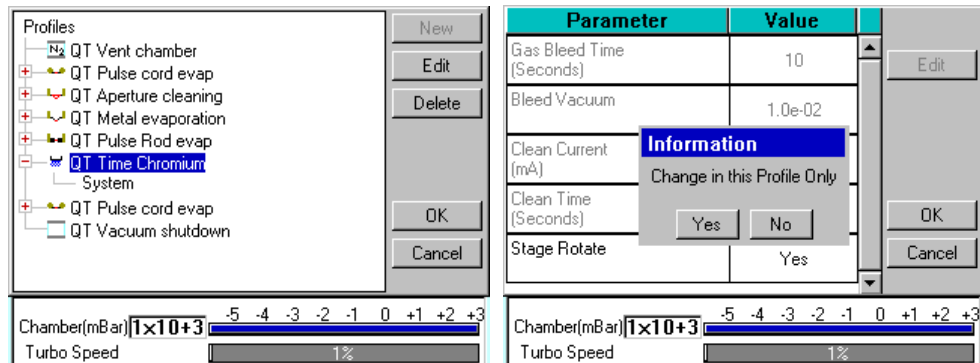 Profiles
N2 QT Vent chamber
QT Pulse cord evap
QT Aperture cleaning
QT Metal evaporation
QT Pulse Rod evap
QT Time Chromium
System
QT Pulse cord evap
QT Vacuum shutdown
New
Edit
Delete
OK
Cancel
-5 -4 -3 -2 -1 0 +1 +2 +3
Chamber(mBar) 1x10+3
Turbo Speed 1%
Parameter Value
Gas Bleed Time
(Seconds)
10
Bleed Vacuum
1.0e-02
Clean Current
(mA)
Clean Time
(Seconds)
Stage Rotate
Yes
Information
Change in this Profile Only
Yes No
Edit
OK
Cancel
-5 -4 -3 -2 -1 0 +1 +2 +3
Chamber(mBar) 1x10+3
Turbo Speed 1%